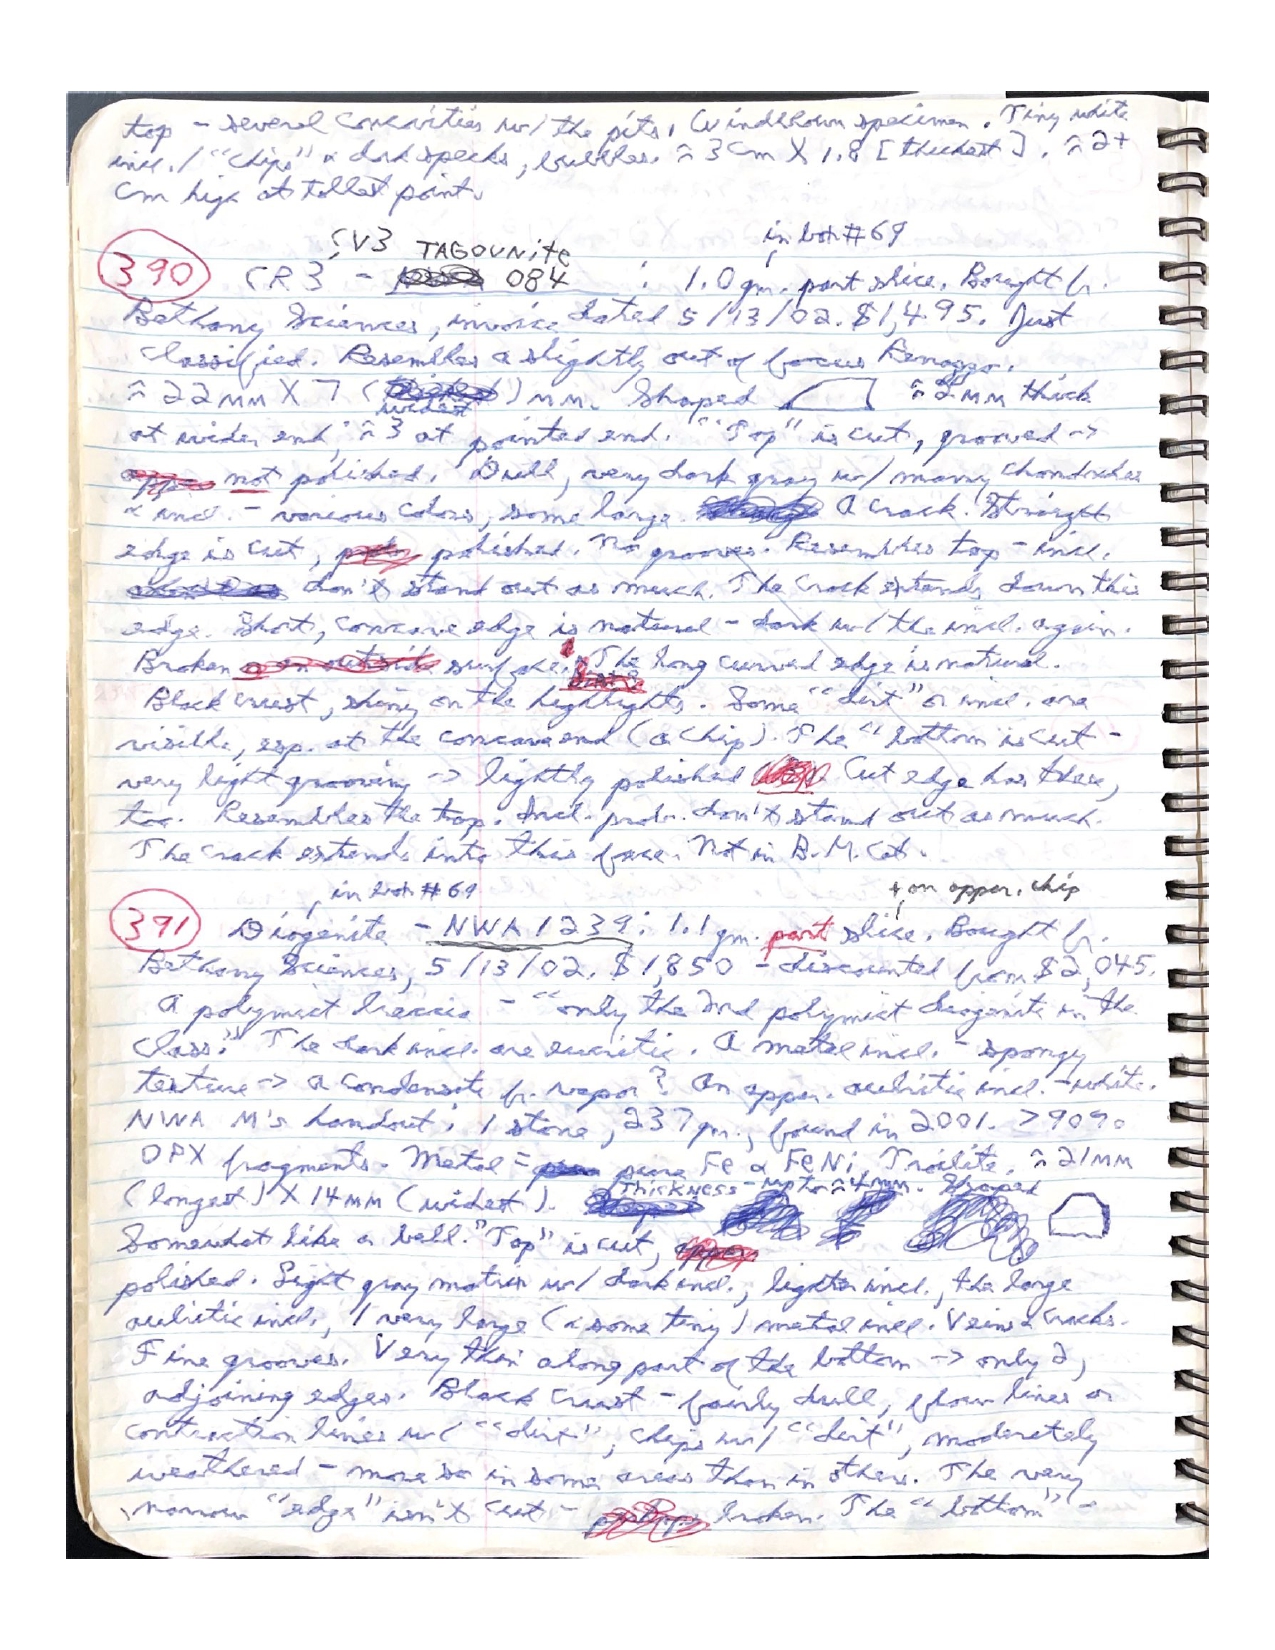 top - several concavities w/ the pits. Windblown specimen. Tiny white
incl./"chips" & dark specks, bubbles. ≈ 3 cm X 1.8 [thickest]. ≈ 2+
cm high at tallest point.
CV3 TAGOUNITE in lot #69
390 CR3 - 084 : 1.0 gm. part slice. Bought fr.
Bethany Sciences, invoice dated 5/13/02. $1,495. Just
classified. Resembles a slightly out of focus Renazzo.
≈ 22 mm X 7 (widest) mm. Shaped ≈ 2 mm thick
at wider end, ≈ 3 at pointed end. "Top" is cut, grooved ->
not polished. Dull, very dark gray w/ many chondrules
& incl. - various colors, some large. A crack. Straight
edge is cut, polished. No grooves. Resembles top - incl.
don't stand out as much. The crack extends down this
edge. Short, concave edge is natural - dark w/ the incl. again.
Broken surface. The long curved edge is natural.
Black crust, shiny on the highlights. Some "dirt" or incl. are
visible, esp. at the concave end (a chip). The "bottom is cut -
very light grooving -> lightly polished Cut edge has these,
too. Resembles the top. Incl. prob. don't stand out as much.
The crack extends into this face. Not in B.M. Cat.
in lot #69 + on opper. chip
391 Diogenite - NWA 1239: 1.1 gm. part slice. Bought fr.
Bethany Sciences, 5/13/02. $1,850 - discounted from $2,045.
A polymict breccia - "only the 2nd polymict diogenite in the
class." The dark incl. are eucritic. A metal incl. - spongy
texture -> a condensate fr. vapor? An appar. aubritic incl. - white.
NWA M's handout: 1 stone, 237 gm., found in 2001. >90%
OPX fragments. Metal = pure Fe & FeNi. Troilite. ≈ 21 mm
(longest) X 14 mm (widest). Thickness - up to ≈ 4 mm. Shaped
Somewhat like a bell. "Top" is cut,
polished. Light gray matrix w/ dark incl., lighter incl., the large
aubritic incl., 1 very large (& some tiny) metal incl. Veins & cracks.
Fine grooves. Very thin along part of the bottom -> only 2,
adjoining edges. Black crust - fairly dull, flow lines or
contraction lines w/ "dirt", chips w/ "dirt", moderately
weathered - more so in some areas than in others. The very
narrow "edge" isn't cut - broken. The "bottom" -